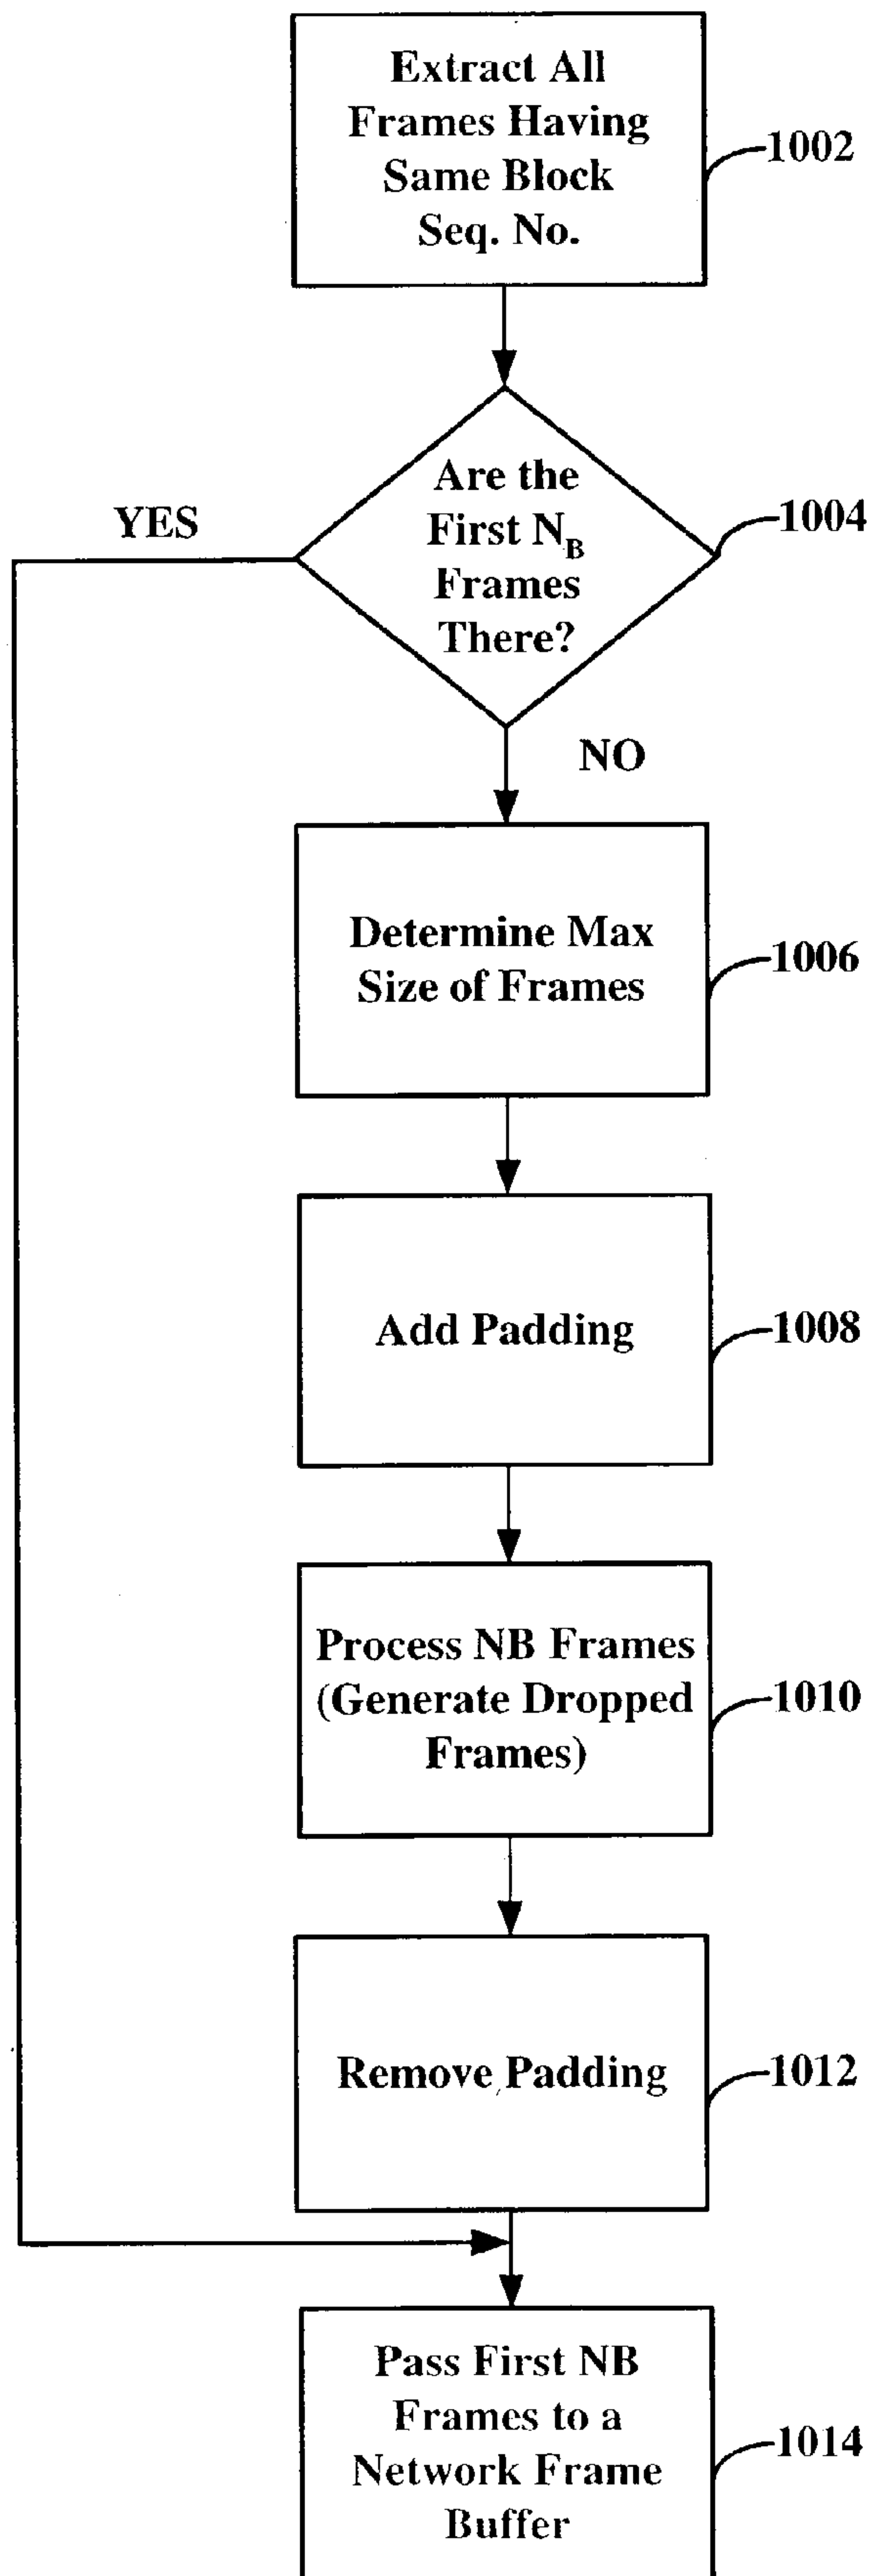 Extract All
Frames Having
Same Block
Seq. No.
1002
Are the
First N_B
Frames
There?
1004
YES
NO
Determine Max
Size of Frames
1006
Add Padding
1008
Process NB Frames
(Generate Dropped
Frames)
1010
Remove Padding
1012
Pass First NB
Frames to a
Network Frame
Buffer
1014